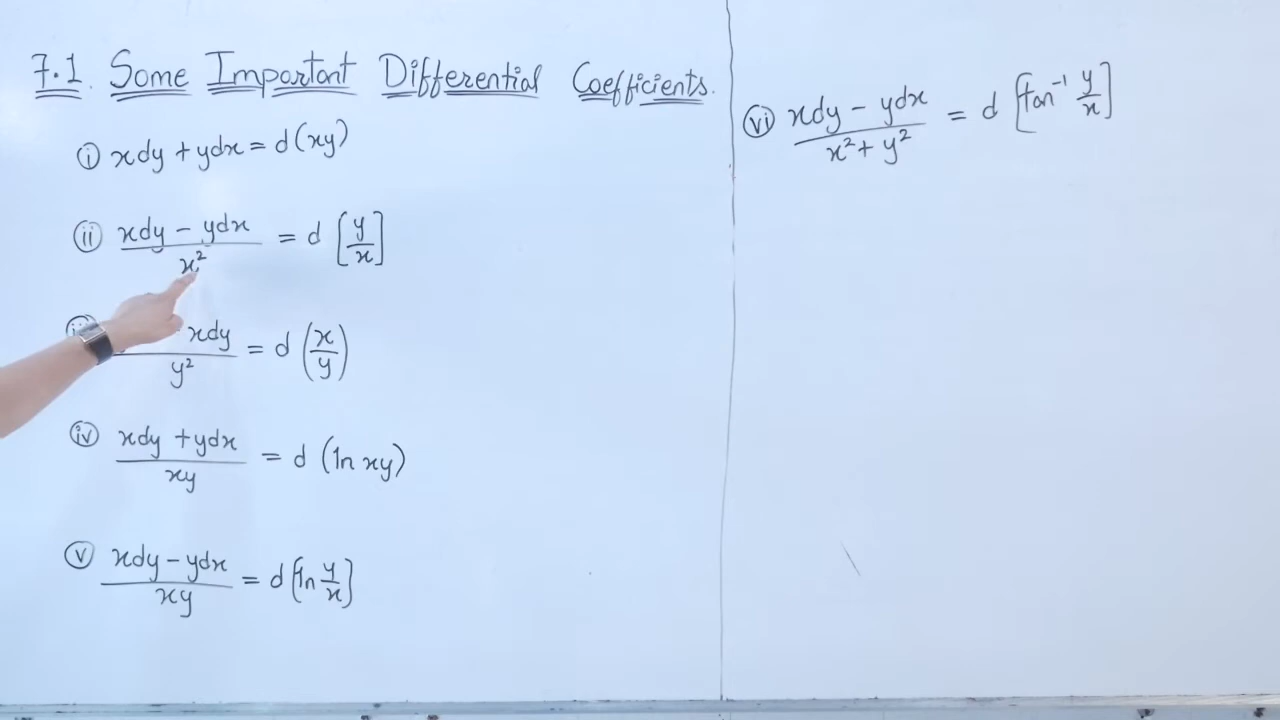 7.1. Some Important Differential Coefficients.
(i) xdy + ydx = d(xy)
(ii) (xdy - ydx)/x² = d[y/x]
xdy/y² = d(x/y)
(iv) (xdy + ydx)/xy = d(ln xy)
(v) (xdy - ydx)/xy = d[ln y/x]
(vi) (xdy - ydx)/(x² + y²) = d[tan⁻¹ y/x]